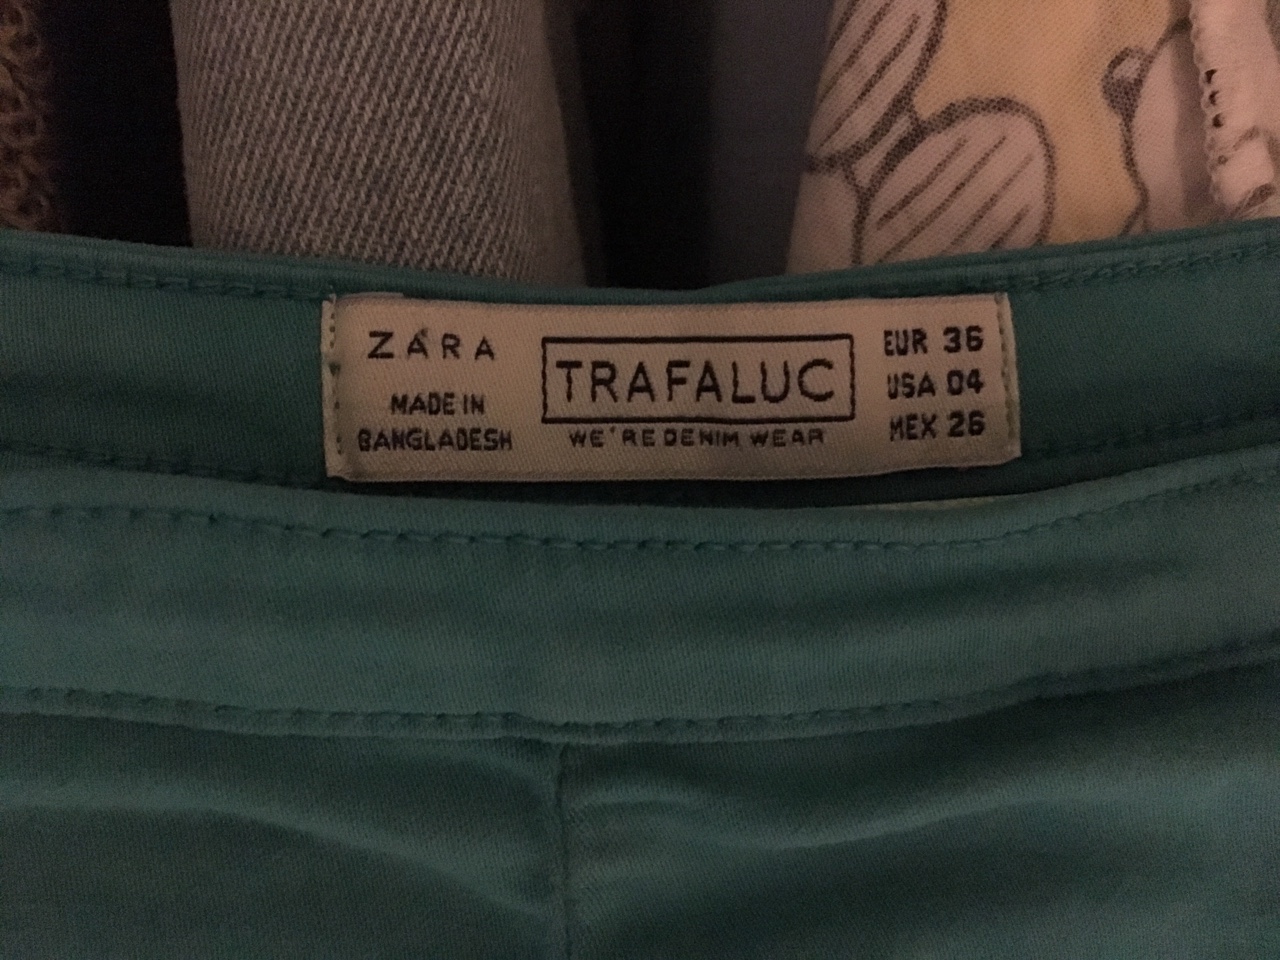 ZARA
MADE IN
BANGLADESH
TRAFALUC
WE'RE DENIM WEAR
EUR 36
USA 04
MEX 26